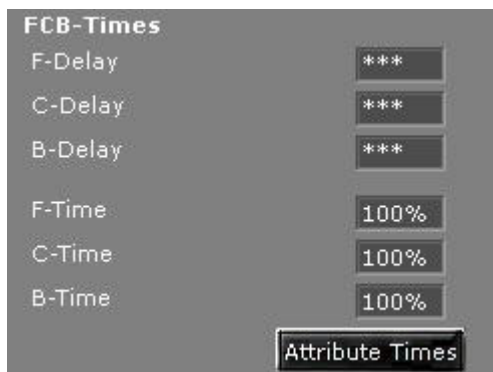 FCB-Times
F-Delay ***
C-Delay ***
B-Delay ***
F-Time 100%
C-Time 100%
B-Time 100%
Attribute Times